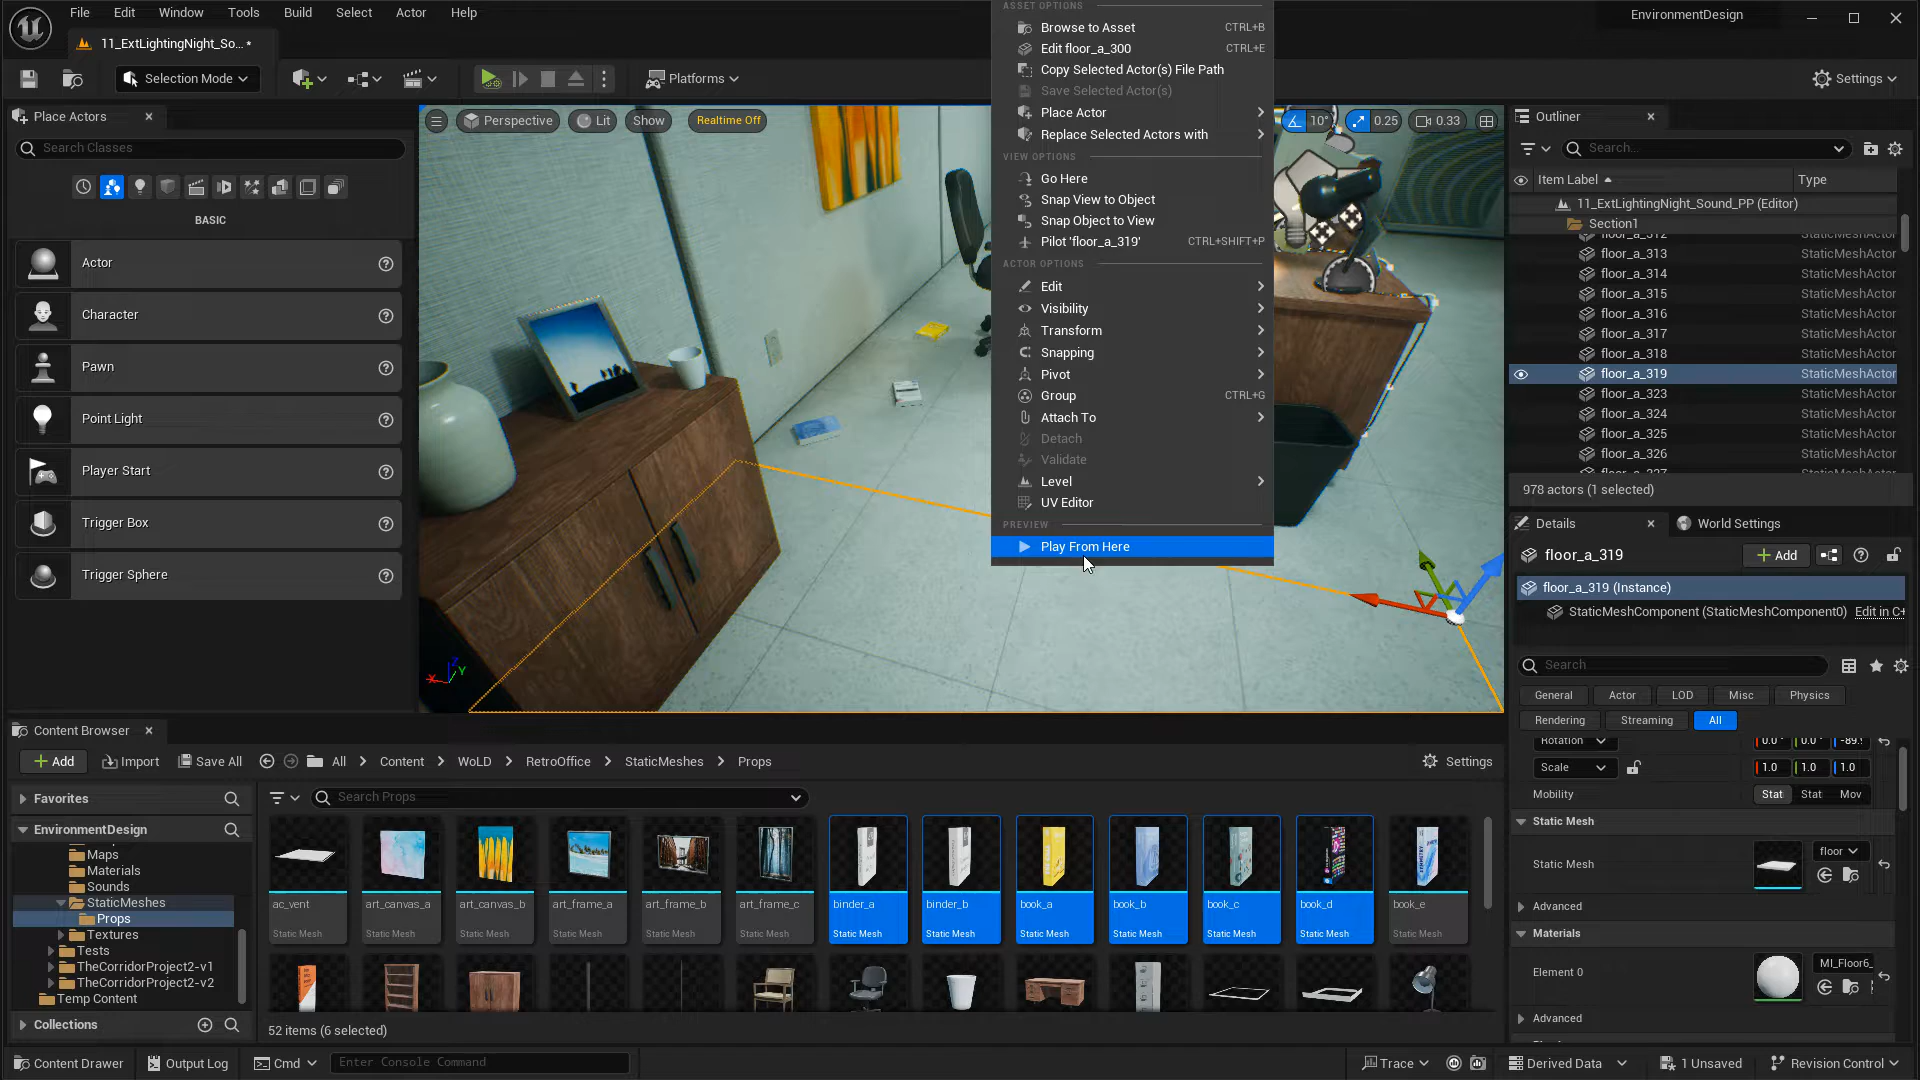 File Edit Window Tools Build Select Actor Help
EnvironmentDesign
11_ExtLightingNight_So... •
Selection Mode
Platforms
Settings
Place Actors
Search Classes
BASIC
Actor
Character
Pawn
Point Light
Player Start
Trigger Box
Trigger Sphere
Perspective
Lit
Show
Realtime Off
10°
0.25
0.33
ASSET OPTIONS
Browse to Asset CTRL+B
Edit floor_a_300 CTRL+E
Copy Selected Actor(s) File Path
Save Selected Actor(s)
Place Actor
Replace Selected Actors with
VIEW OPTIONS
Go Here
Snap View to Object
Snap Object to View
Pilot 'floor_a_319' CTRL+SHIFT+P
ACTOR OPTIONS
Edit
Visibility
Transform
Snapping
Pivot
Group CTRL+G
Attach To
Detach
Validate
Level
UV Editor
PREVIEW
Play From Here
X Z Y
Outliner
Search...
Item Label Type
11_ExtLightingNight_Sound_PP (Editor)
Section1
floor_a_312 StaticMeshActor
floor_a_313 StaticMeshActor
floor_a_314 StaticMeshActor
floor_a_315 StaticMeshActor
floor_a_316 StaticMeshActor
floor_a_317 StaticMeshActor
floor_a_318 StaticMeshActor
floor_a_319 StaticMeshActor
floor_a_323 StaticMeshActor
floor_a_324 StaticMeshActor
floor_a_325 StaticMeshActor
floor_a_326 StaticMeshActor
floor_a_327 StaticMeshActor
978 actors (1 selected)
Details
World Settings
floor_a_319
Add
floor_a_319 (Instance)
StaticMeshComponent (StaticMeshComponent0) Edit in C+
Search
General Actor LOD Misc Physics
Rendering Streaming All
Rotation 0.0° 0.0° -89.
Scale 1.0 1.0 1.0
Mobility Stat Stat Mov
Static Mesh
Static Mesh floor
Advanced
Materials
Element 0 MI_Floor6_
Advanced
Content Browser
Add
Import
Save All
All
Content
WoLD
RetroOffice
StaticMeshes
Props
Settings
Favorites
EnvironmentDesign
Maps
Materials
Sounds
StaticMeshes
Props
Textures
Tests
TheCorridorProject2-v1
TheCorridorProject2-v2
Temp Content
Collections
Search Props
ac_vent art_canvas_a art_canvas_b art_frame_a art_frame_b art_frame_c binder_a binder_b book_a book_b book_c book_d book_e
Static Mesh Static Mesh Static Mesh Static Mesh Static Mesh Static Mesh Static Mesh Static Mesh Static Mesh Static Mesh Static Mesh Static Mesh Static Mesh
52 items (6 selected)
Content Drawer
Output Log
Cmd
Enter Console Command
Trace
Derived Data
1 Unsaved
Revision Control